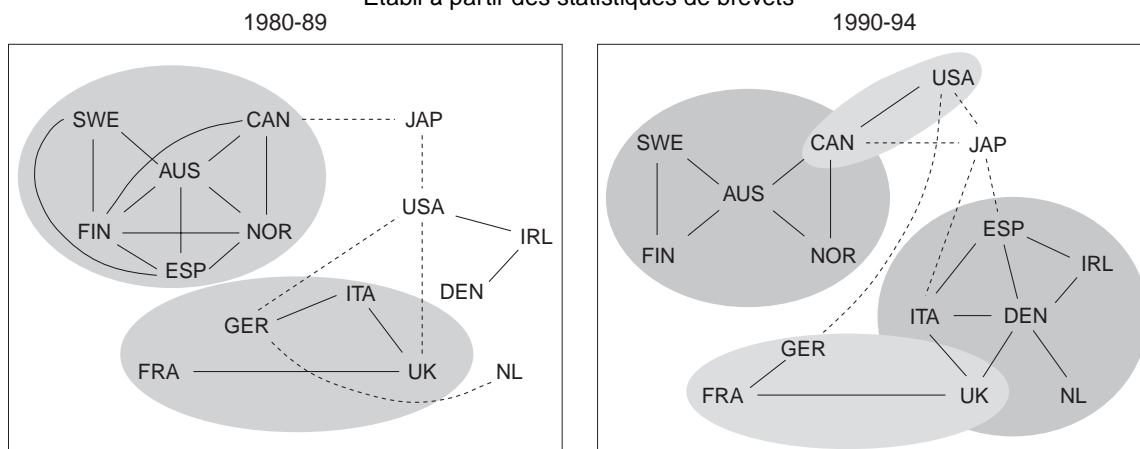 Établi à partir des statistiques de brevets
1980-89
1990-94
SWE CAN JAP
AUS
USA
FIN NOR IRL
ESP
ITA DEN
GER
FRA UK NL
USA
SWE CAN JAP
AUS
ESP
FIN NOR IRL
ITA DEN
GER
FRA UK NL